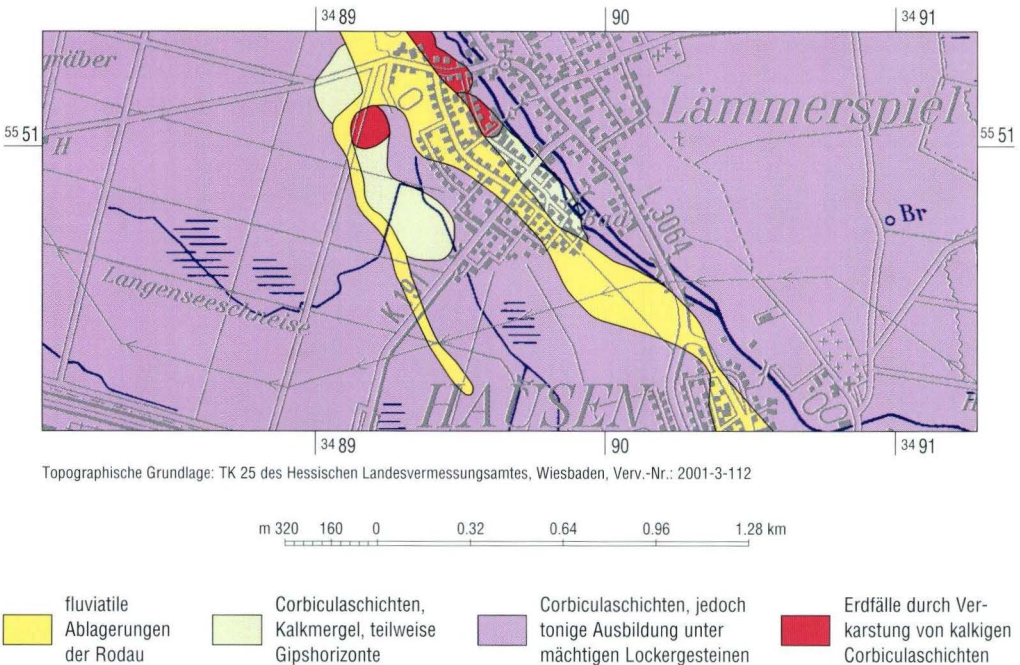 34 89
90
34 91
gräber
Lämmerspiel
55 51
55 51
H
L 3064
Br
Langenseeschneise
K 191
HAUSEN
H
34 89
90
34 91
Topographische Grundlage: TK 25 des Hessischen Landesvermessungsamtes, Wiesbaden, Verv.-Nr.: 2001-3-112
m 320 160 0 0.32 0.64 0.96 1.28 km
fluviatile
Ablagerungen
der Rodau
Corbiculaschichten,
Kalkmergel, teilweise
Gipshorizonte
Corbiculaschichten, jedoch
tonige Ausbildung unter
mächtigen Lockergesteinen
Erdfälle durch Ver-
karstung von kalkigen
Corbiculaschichten